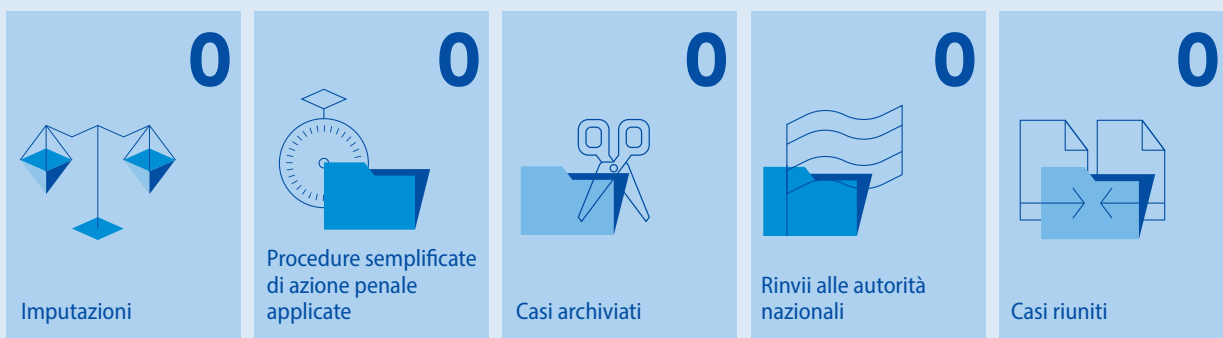 0
Imputazioni
0
Procedure semplificate
di azione penale
applicate
0
Casi archiviati
0
Rinvii alle autorità
nazionali
0
Casi riuniti